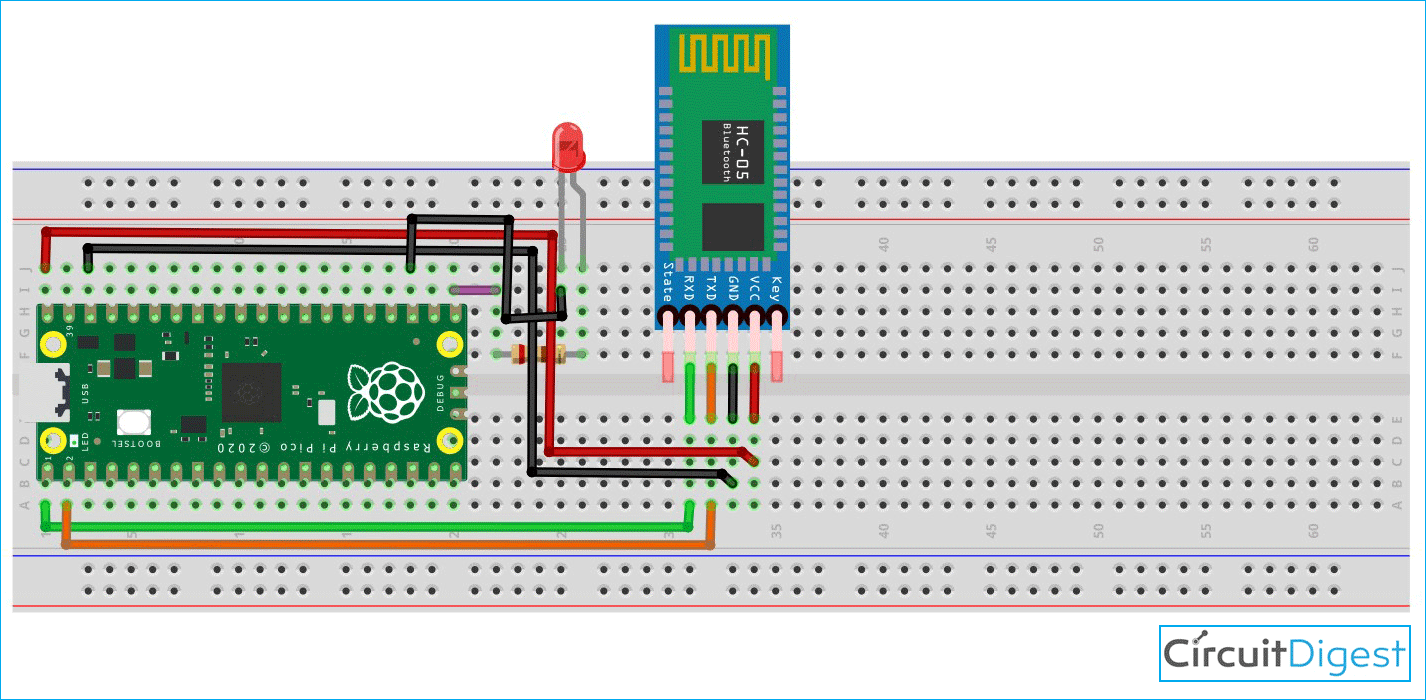 HC-05
Bluetooth
State
RXD
TXD
GND
VCC
Key
40
45
50
55
60
J
I
H
G
F
J
I
H
G
F
39
USB
DEBUG
BOOTSEL
LED
1
2
Raspberry Pi Pico ©2020
E
D
C
B
A
D
C
B
A
35
40
45
50
55
60
CircuitDigest